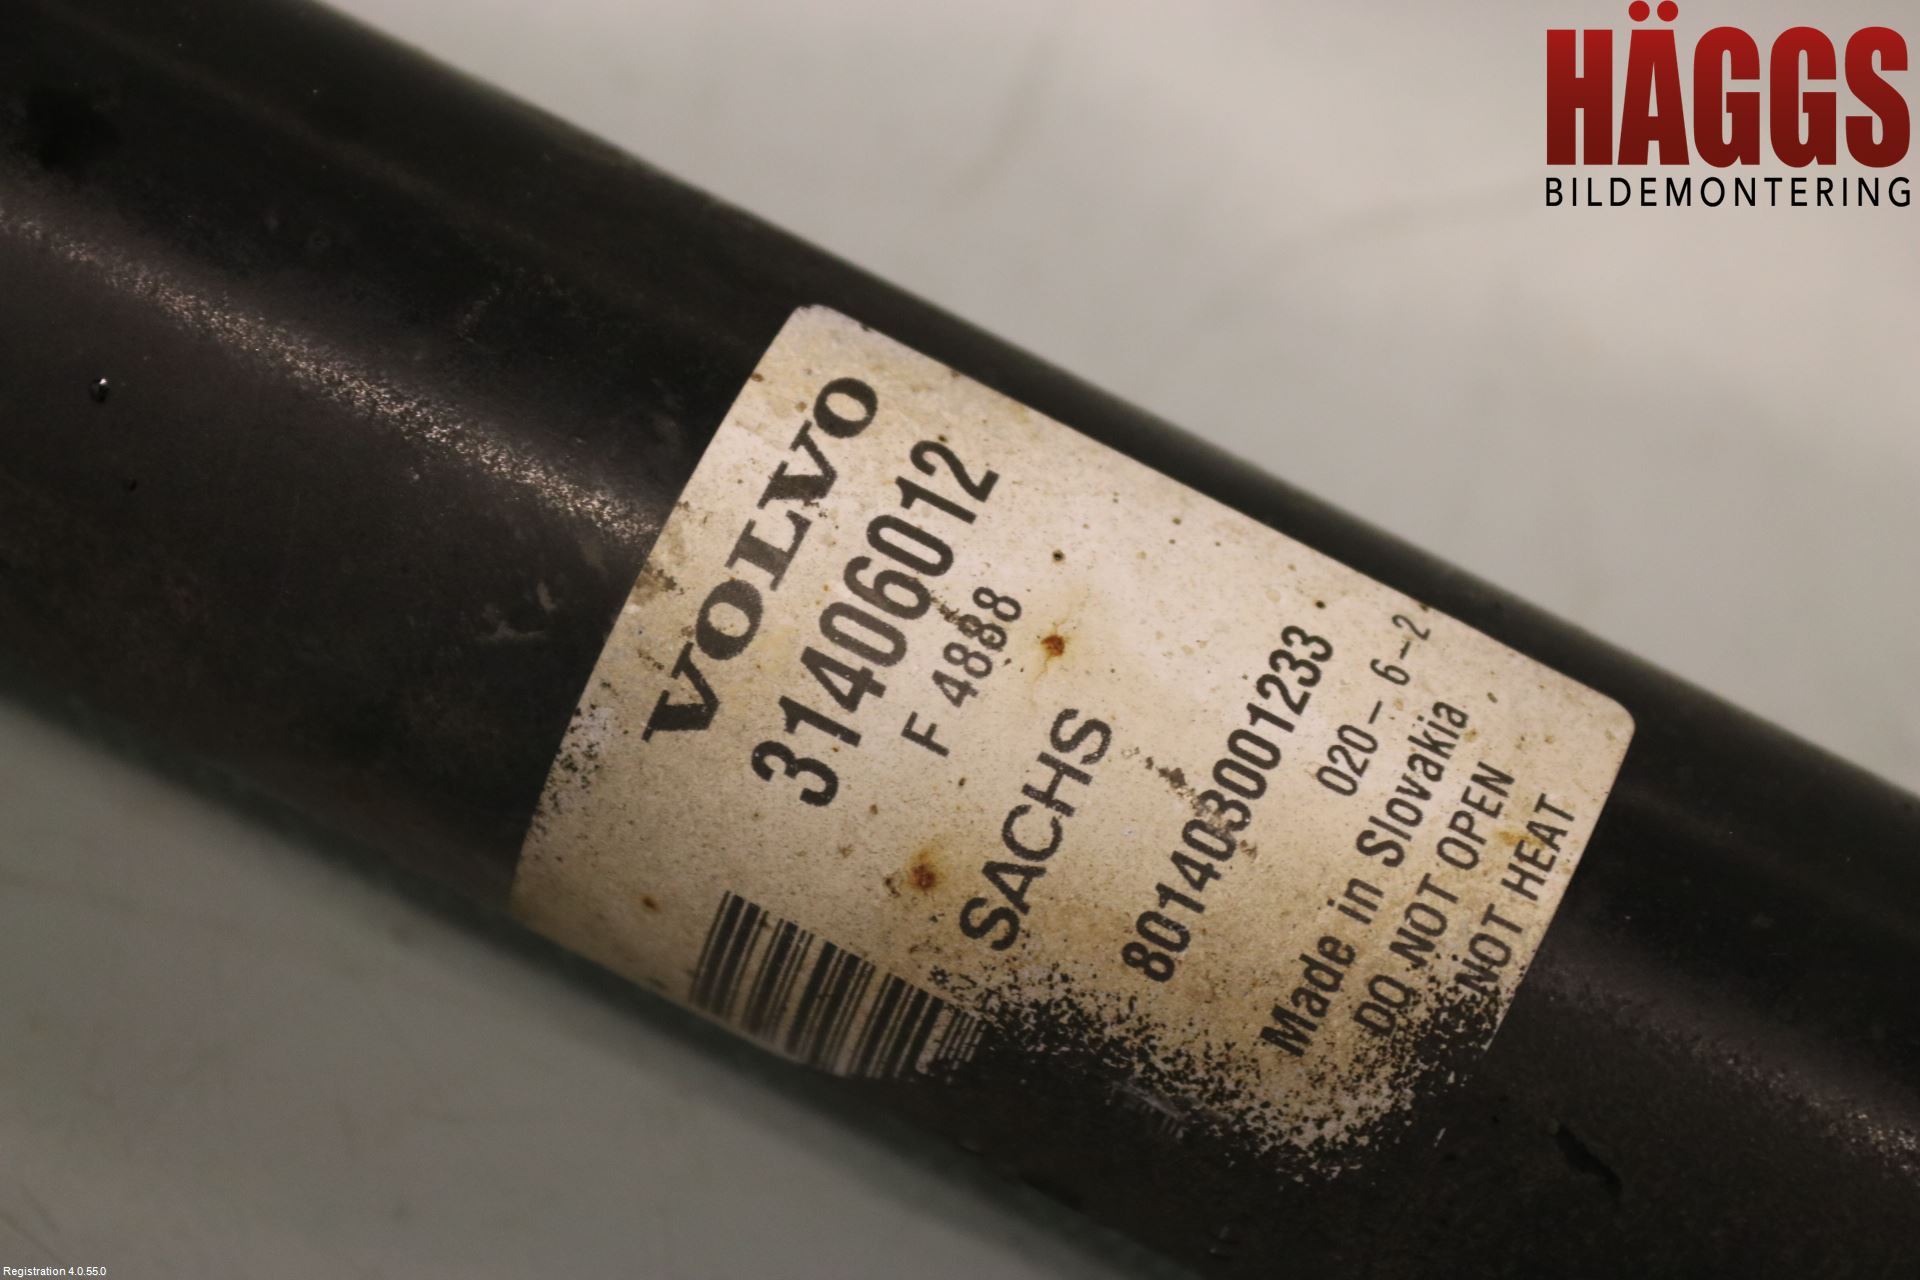 HÄGGS
BILDEMONTERING
VOLVO
31406012
F 4888
SACHS
801403001233
020-6-2
Made in Slovakia
DO NOT OPEN
NOT HEAT
Registration 4.0.55.0